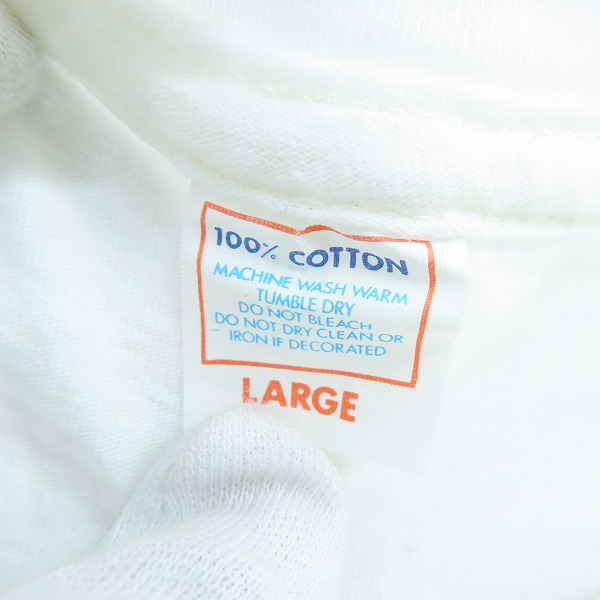 100% COTTON
MACHINE WASH WARM
TUMBLE DRY
DO NOT BLEACH
DO NOT DRY CLEAN OR
IRON IF DECORATED
LARGE